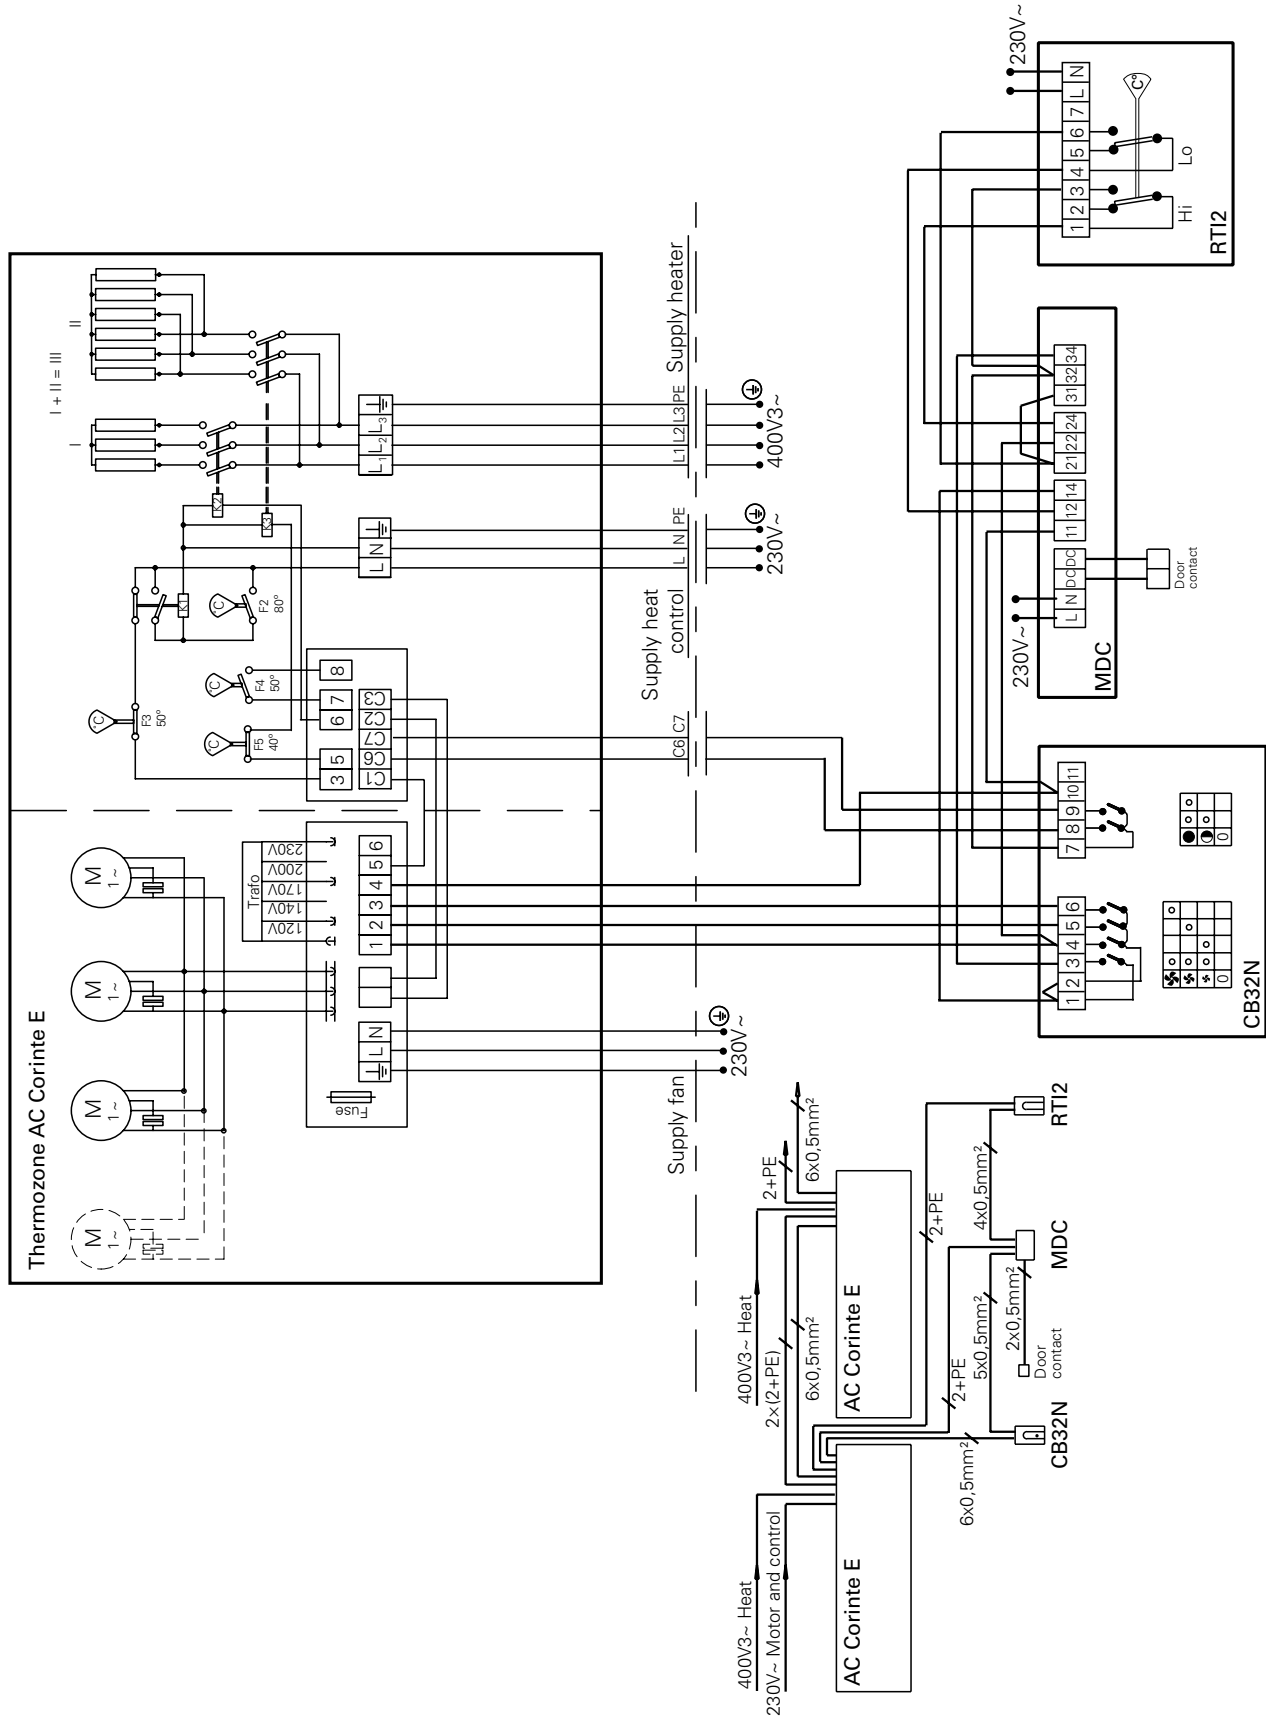 Thermozone AC Corinte E
M
1~
M
1~
M
1~
M
1~
Fuse
L N
Trafo
120V
140V
170V
200V
230V
1 2 3 4 5 6
°C
F3
50°
°C
F5
40°
°C
F4
50°
°C
F2
80°
K1
K2
K3
3 5 6 7 8
C1 C6 C7 C2 C3
L N
L1 L2 L3
I
II
I + II = III
Supply fan
230V~
C6 C7
Supply heat
control
L N PE
230V~
Supply heater
L1 L2 L3 PE
400V3~
CB32N
1 2 3 4 5 6
7 8 9 10 11
0
0
MDC
230V~
L N DC DC
11 12 14
21 22 24
31 32 34
Door
contact
RTI2
1 2 3 4 5 6 7 L N
230V~
Hi
Lo
C°
400V3~ Heat
230V~ Motor and control
AC Corinte E
400V3~ Heat
2×(2+PE)
6x0,5mm²
AC Corinte E
2+PE
6x0,5mm²
6x0,5mm²
CB32N
2+PE
5x0,5mm²
2x0,5mm²
Door
contact
MDC
2+PE
4x0,5mm²
RTI2